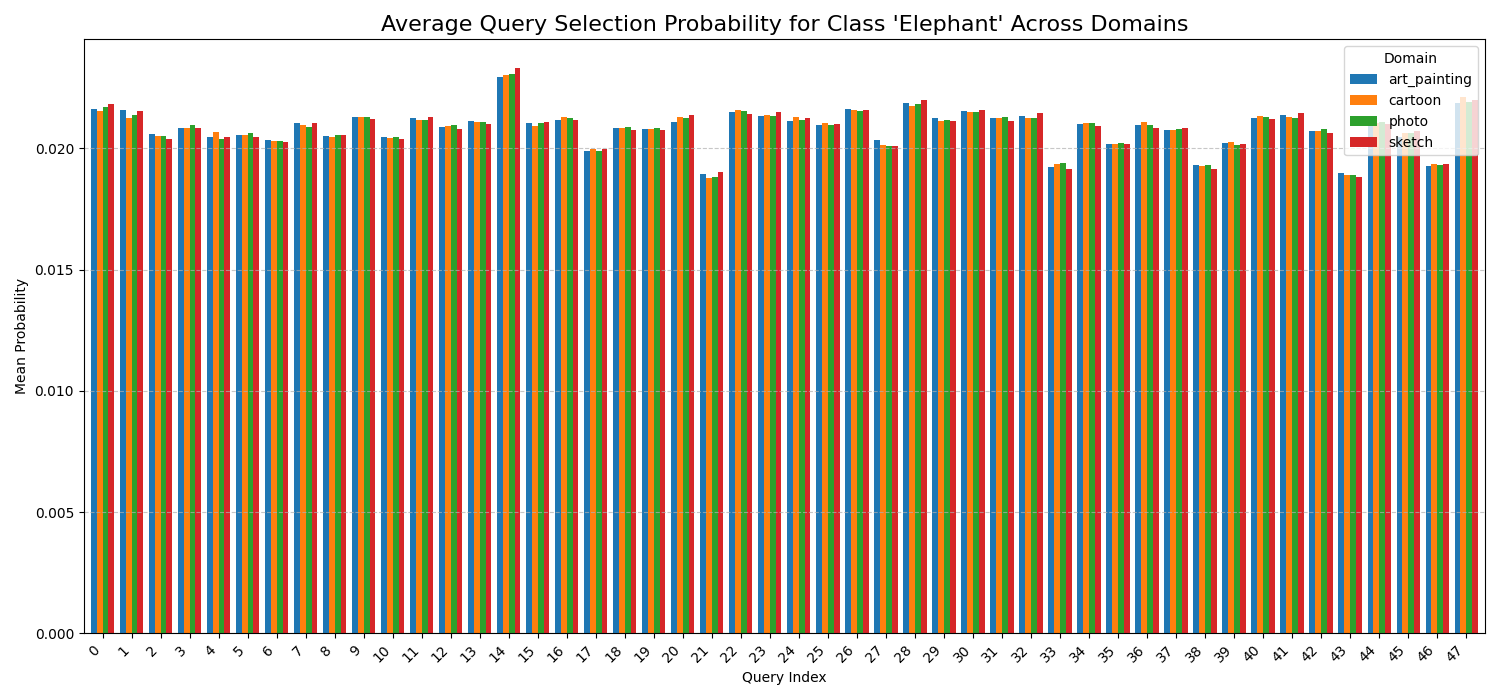 Average Query Selection Probability for Class 'Elephant' Across Domains
Domain
art_painting
cartoon
photo
sketch
Mean Probability
0.020
0.015
0.010
0.005
0.000
0 1 2 3 4 5 6 7 8 9 10 11 12 13 14 15 16 17 18 19 20 21 22 23 24 25 26 27 28 29 30 31 32 33 34 35 36 37 38 39 40 41 42 43 44 45 46 47
Query Index